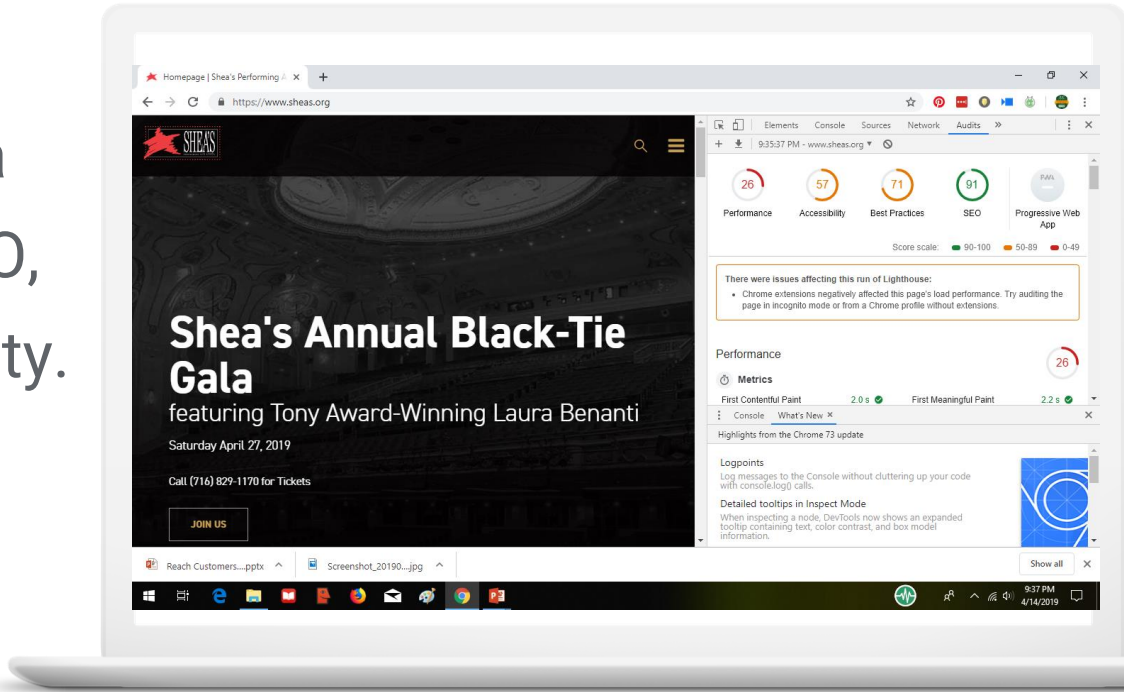 O,
ty.
Homepage | Shea's Performing A
https://www.sheas.org
SHEA'S
Shea's Annual Black-Tie
Gala
featuring Tony Award-Winning Laura Benanti
Saturday April 27, 2019
Call (716) 829-1170 for Tickets
JOIN US
Elements Console Sources Network Audits »
9:35:37 PM - www.sheas.org
26 57 71 91 PWA
Performance Accessibility Best Practices SEO Progressive Web
App
Score scale: 90-100 50-89 0-49
There were issues affecting this run of Lighthouse:
• Chrome extensions negatively affected this page's load performance. Try auditing the
page in incognito mode or from a Chrome profile without extensions.
Performance 26
Metrics
First Contentful Paint 2.0 s First Meaningful Paint 2.2 s
Console What's New ×
Highlights from the Chrome 73 update
Logpoints
Log messages to the Console without cluttering up your code
with console.log() calls.
Detailed tooltips in Inspect Mode
When inspecting a node, DevTools now shows an expanded
tooltip containing text, color contrast, and box model
information.
Reach Customers....pptx Screenshot_20190....jpg Show all
9:37 PM
4/14/2019